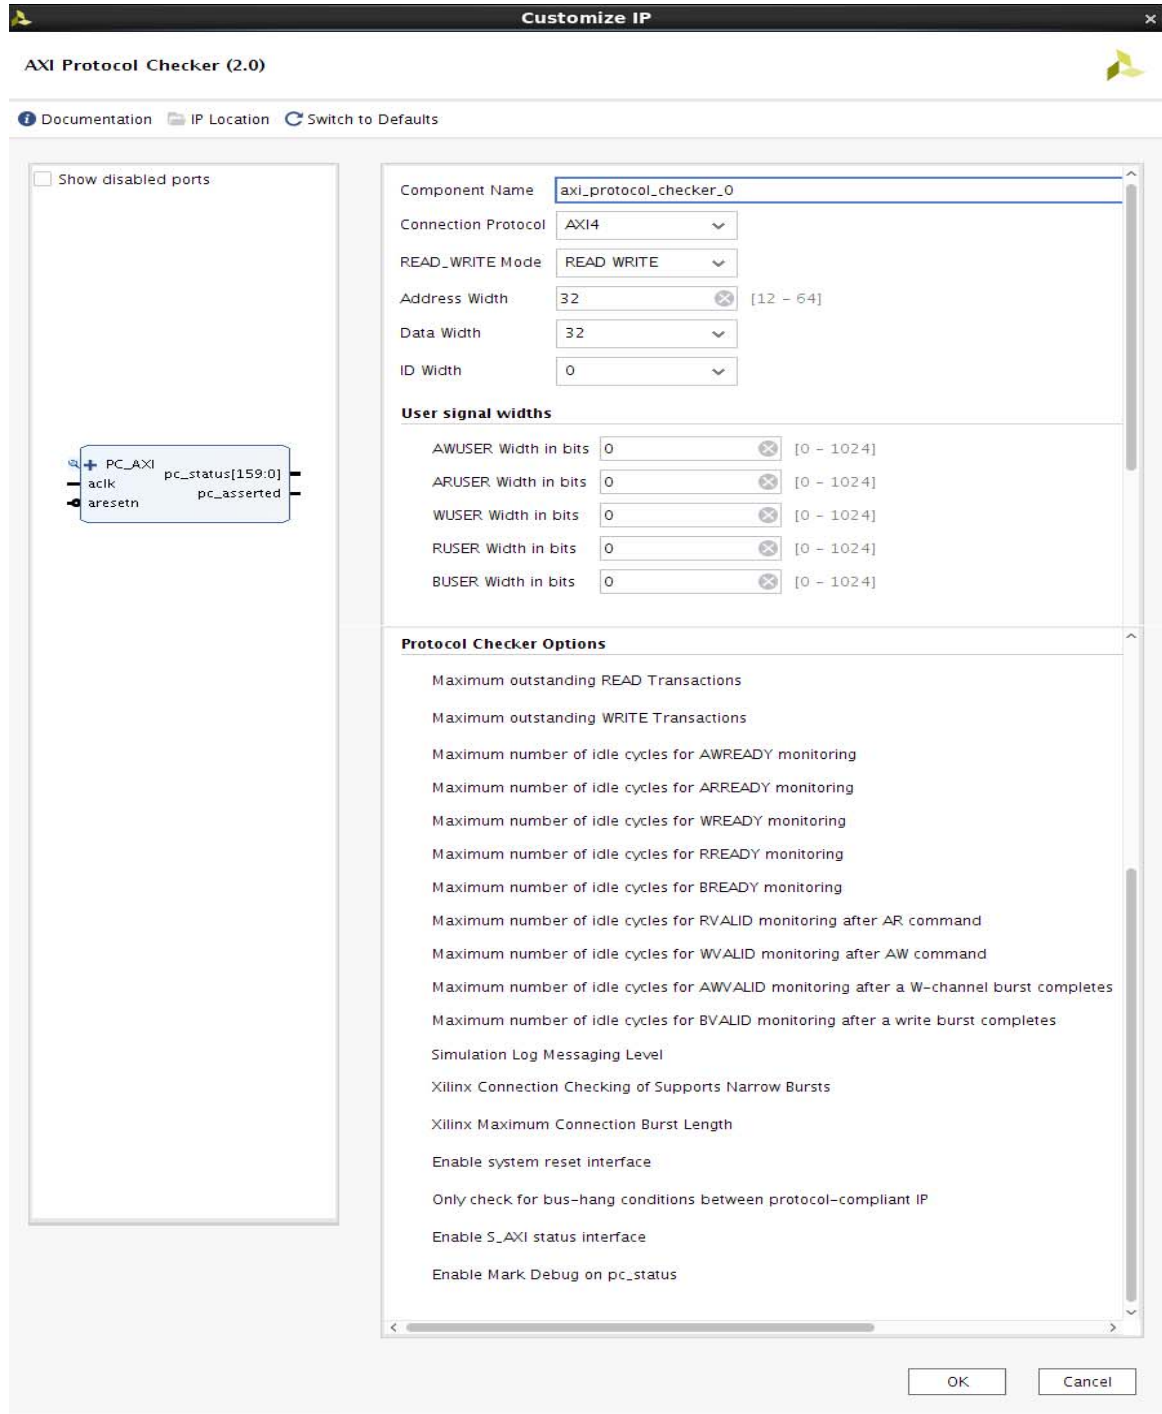 Customize IP
AXI Protocol Checker (2.0)
Documentation IP Location Switch to Defaults
Show disabled ports
PC_AXI
aclk
aresetn
pc_status[159:0]
pc_asserted
Component Name axi_protocol_checker_0
Connection Protocol AXI4
READ_WRITE Mode READ WRITE
Address Width 32 [12 - 64]
Data Width 32
ID Width 0
User signal widths
AWUSER Width in bits 0 [0 - 1024]
ARUSER Width in bits 0 [0 - 1024]
WUSER Width in bits 0 [0 - 1024]
RUSER Width in bits 0 [0 - 1024]
BUSER Width in bits 0 [0 - 1024]
Protocol Checker Options
Maximum outstanding READ Transactions
Maximum outstanding WRITE Transactions
Maximum number of idle cycles for AWREADY monitoring
Maximum number of idle cycles for ARREADY monitoring
Maximum number of idle cycles for WREADY monitoring
Maximum number of idle cycles for RREADY monitoring
Maximum number of idle cycles for BREADY monitoring
Maximum number of idle cycles for RVALID monitoring after AR command
Maximum number of idle cycles for WVALID monitoring after AW command
Maximum number of idle cycles for AWVALID monitoring after a W-channel burst completes
Maximum number of idle cycles for BVALID monitoring after a write burst completes
Simulation Log Messaging Level
Xilinx Connection Checking of Supports Narrow Bursts
Xilinx Maximum Connection Burst Length
Enable system reset interface
Only check for bus-hang conditions between protocol-compliant IP
Enable S_AXI status interface
Enable Mark Debug on pc_status
OK Cancel